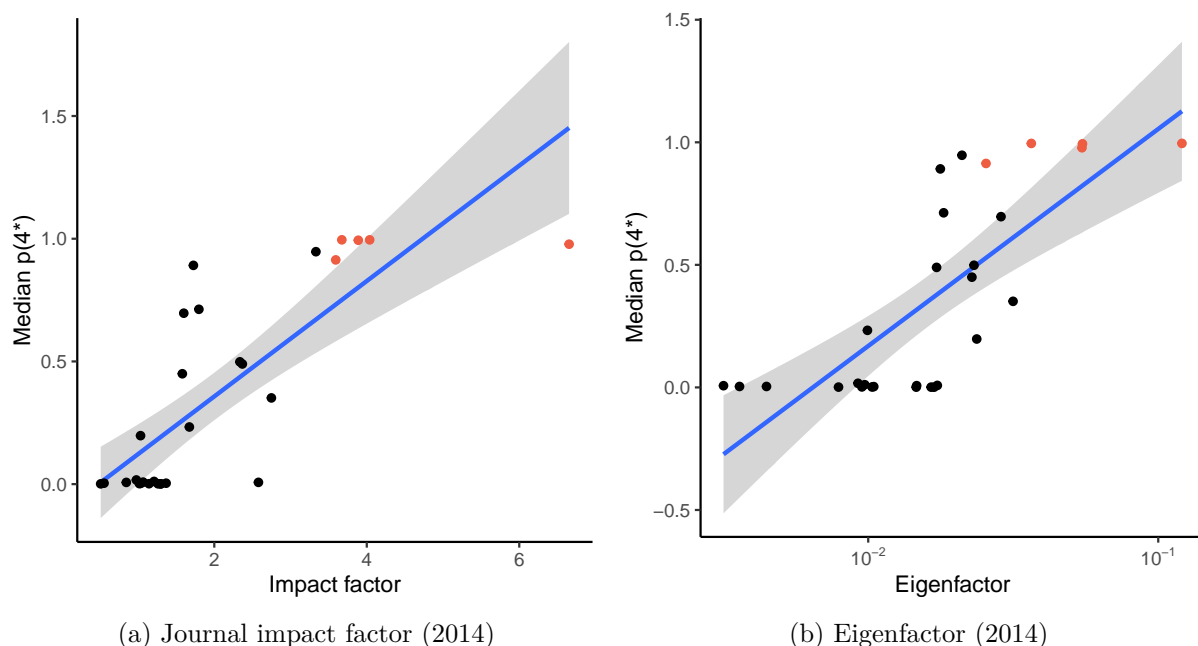 1.5
1.0
0.5
0.0
Median p(4*)
2
4
6
Impact factor
(a) Journal impact factor (2014)
1.5
1.0
0.5
0.0
−0.5
Median p(4*)
10⁻²
10⁻¹
Eigenfactor
(b) Eigenfactor (2014)